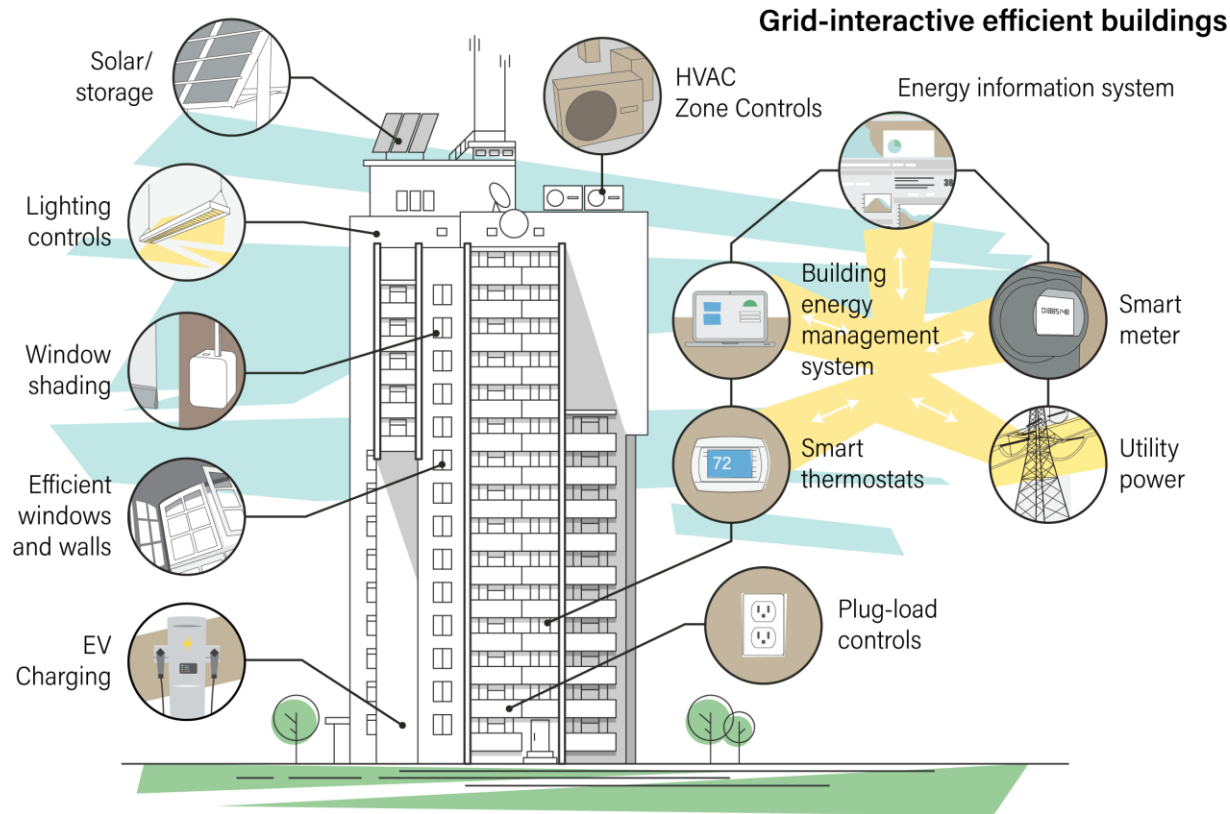 Grid-interactive efficient buildings
Solar/
storage
HVAC
Zone Controls
Energy information system
Lighting
controls
Building
energy
management
system
Smart
meter
Window
shading
72
Smart
thermostats
Utility
power
Efficient
windows
and walls
Plug-load
controls
EV
Charging